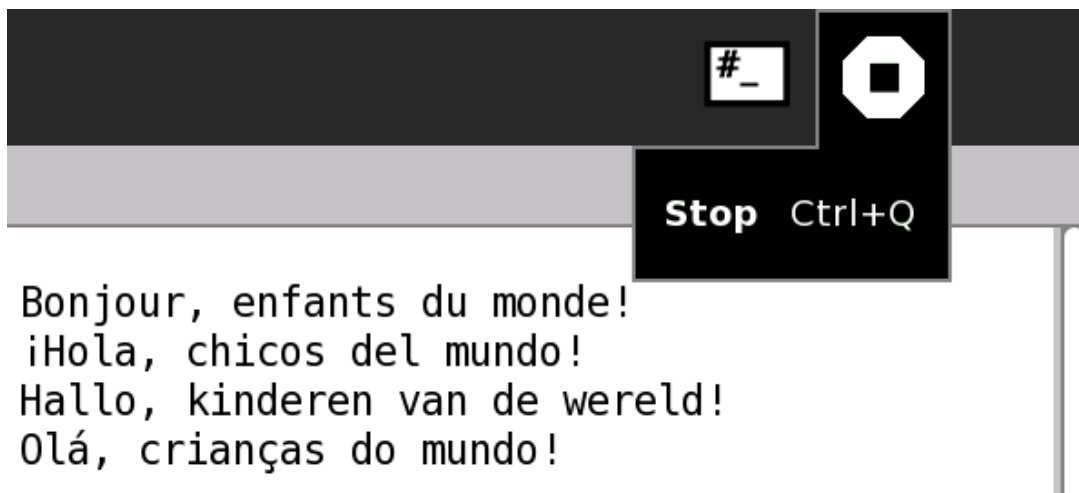 #_
Stop Ctrl+Q
Bonjour, enfants du monde!
¡Hola, chicos del mundo!
Hallo, kinderen van de wereld!
Olá, crianças do mundo!